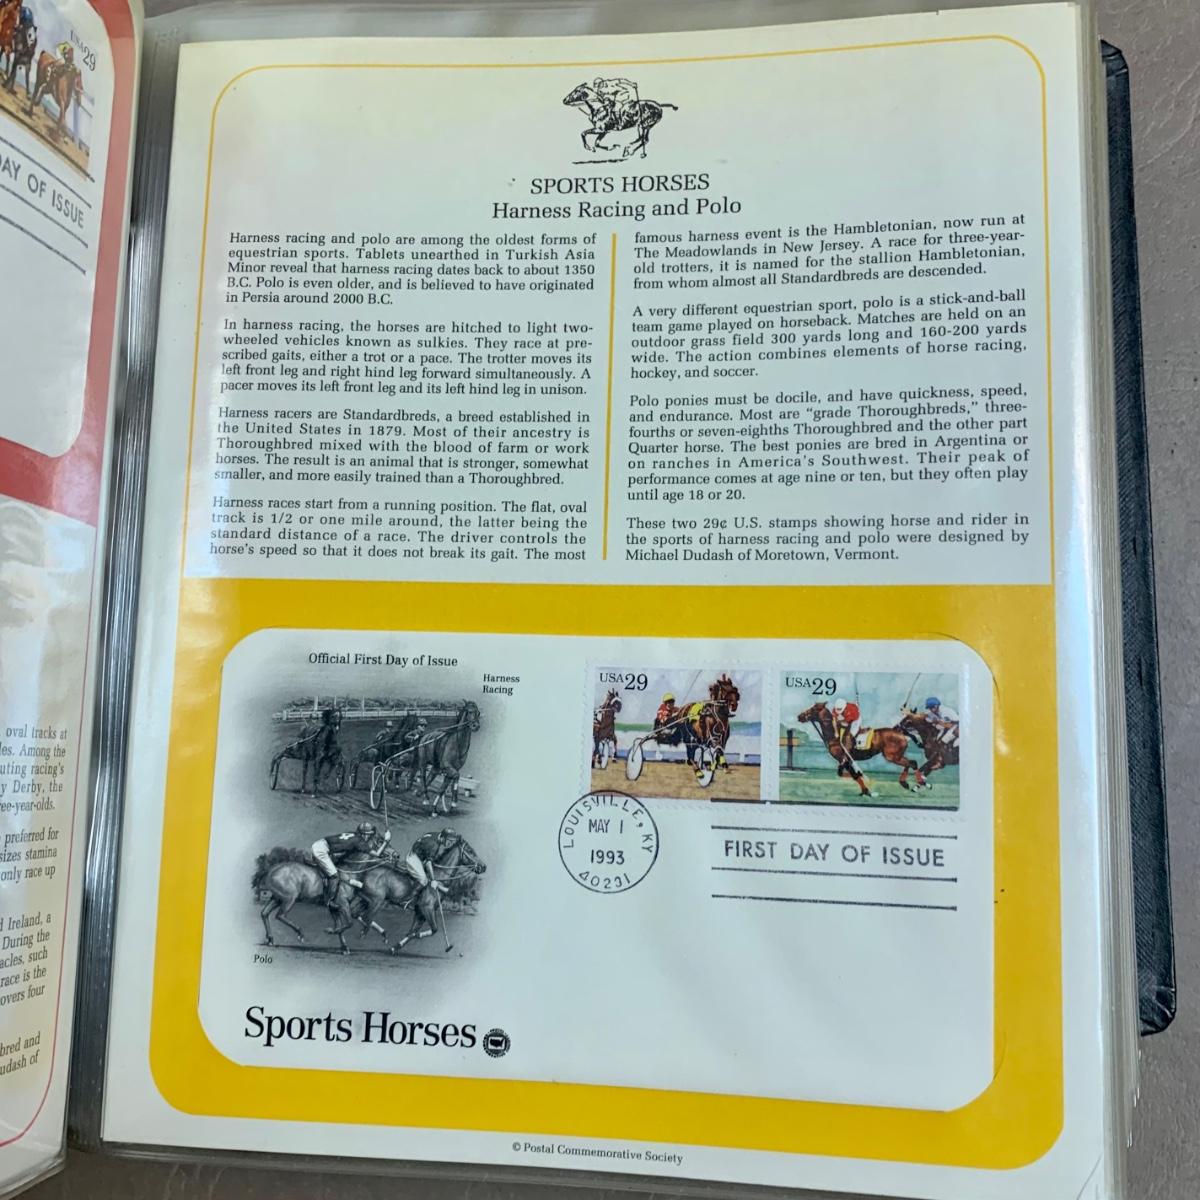 USA 29
DAY OF ISSUE
oval tracks at
les. Among the
uting racing's
y Derby, the
ee-year-olds.
preferred for
sizes stamina
only race up
d Ireland, a
During the
acles, such
race is the
overs four
bred and
udash of
SPORTS HORSES
Harness Racing and Polo
Harness racing and polo are among the oldest forms of
equestrian sports. Tablets unearthed in Turkish Asia
Minor reveal that harness racing dates back to about 1350
B.C. Polo is even older, and is believed to have originated
in Persia around 2000 B.C.
In harness racing, the horses are hitched to light two-
wheeled vehicles known as sulkies. They race at pre-
scribed gaits, either a trot or a pace. The trotter moves its
left front leg and right hind leg forward simultaneously. A
pacer moves its left front leg and its left hind leg in unison.
Harness racers are Standardbreds, a breed established in
the United States in 1879. Most of their ancestry is
Thoroughbred mixed with the blood of farm or work
horses. The result is an animal that is stronger, somewhat
smaller, and more easily trained than a Thoroughbred.
Harness races start from a running position. The flat, oval
track is 1/2 or one mile around, the latter being the
standard distance of a race. The driver controls the
horse's speed so that it does not break its gait. The most
famous harness event is the Hambletonian, now run at
The Meadowlands in New Jersey. A race for three-year-
old trotters, it is named for the stallion Hambletonian,
from whom almost all Standardbreds are descended.
A very different equestrian sport, polo is a stick-and-ball
team game played on horseback. Matches are held on an
outdoor grass field 300 yards long and 160-200 yards
wide. The action combines elements of horse racing,
hockey, and soccer.
Polo ponies must be docile, and have quickness, speed,
and endurance. Most are "grade Thoroughbreds," three-
fourths or seven-eighths Thoroughbred and the other part
Quarter horse. The best ponies are bred in Argentina or
on ranches in America's Southwest. Their peak of
performance comes at age nine or ten, but they often play
until age 18 or 20.
These two 29¢ U.S. stamps showing horse and rider in
the sports of harness racing and polo were designed by
Michael Dudash of Moretown, Vermont.
Official First Day of Issue
Harness
Racing
USA 29
USA 29
LOUISVILLE, KY
MAY 1
1993
40231
FIRST DAY OF ISSUE
Polo
Sports Horses
© Postal Commemorative Society